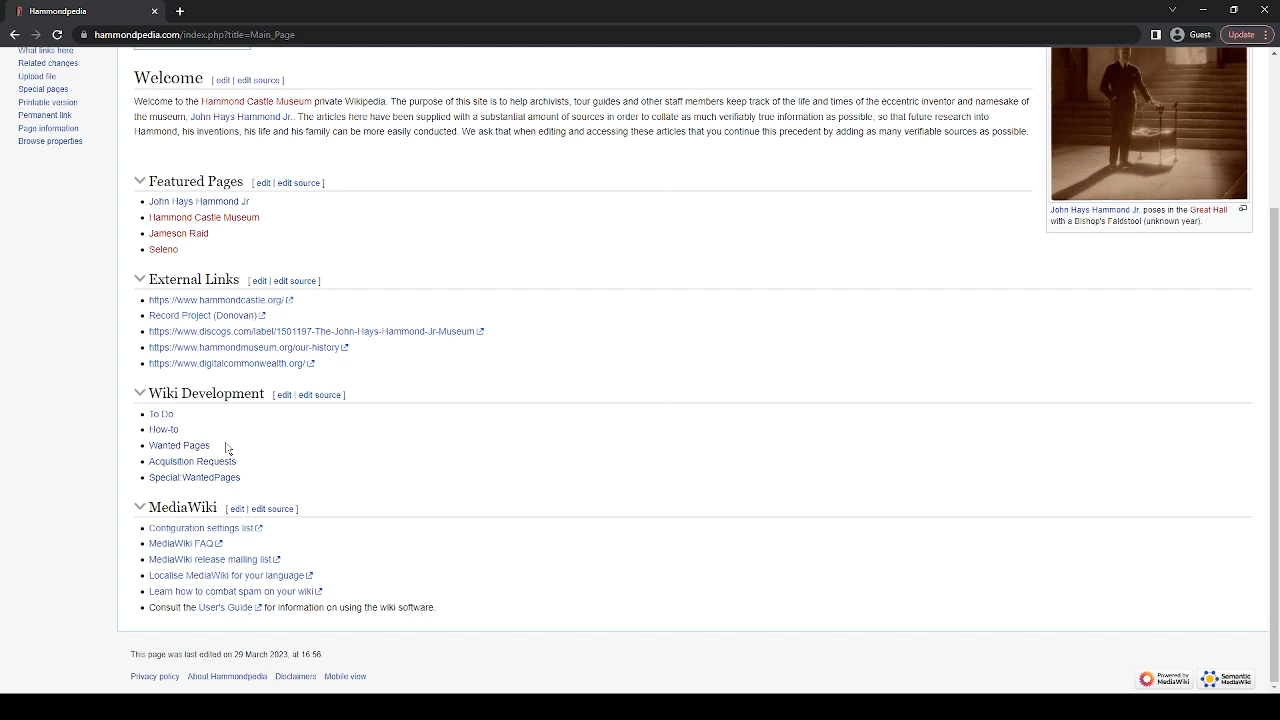 Hammondpedia
hammondpedia.com/index.php?title=Main_Page
Guest
Update
What links here
Related changes
Upload file
Special pages
Printable version
Permanent link
Page information
Browse properties
Welcome [ edit | edit source ]
Welcome to the Hammond Castle Museum private Wikipedia. The purpose of this site is to help archivists, tour guides and other staff members keep track of the life and times of the eccentric inventor and namesake of
the museum, John Hays Hammond Jr.. The articles here have been supplied with a substantial amount of sources in order to collate as much verifiably true information as possible, so that future research into
Hammond, his inventions, his life and his family can be more easily conducted. We ask that when editing and accessing these articles that you continue this precedent by adding as many verifiable sources as possible.
John Hays Hammond Jr. poses in the Great Hall
with a Bishop's Faldstool (unknown year).
Featured Pages [ edit | edit source ]
John Hays Hammond Jr
Hammond Castle Museum
Jameson Raid
Seleno
External Links [ edit | edit source ]
https://www.hammondcastle.org/
Record Project (Donovan)
https://www.discogs.com/label/1501197-The-John-Hays-Hammond-Jr-Museum
https://www.hammondmuseum.org/our-history
https://www.digitalcommonwealth.org/
Wiki Development [ edit | edit source ]
To Do
How-to
Wanted Pages
Acquisition Requests
Special:WantedPages
MediaWiki [ edit | edit source ]
Configuration settings list
MediaWiki FAQ
MediaWiki release mailing list
Localise MediaWiki for your language
Learn how to combat spam on your wiki
Consult the User's Guide for information on using the wiki software.
This page was last edited on 29 March 2023, at 16:56.
Privacy policy About Hammondpedia Disclaimers Mobile view
Powered by
MediaWiki
Semantic
MediaWiki